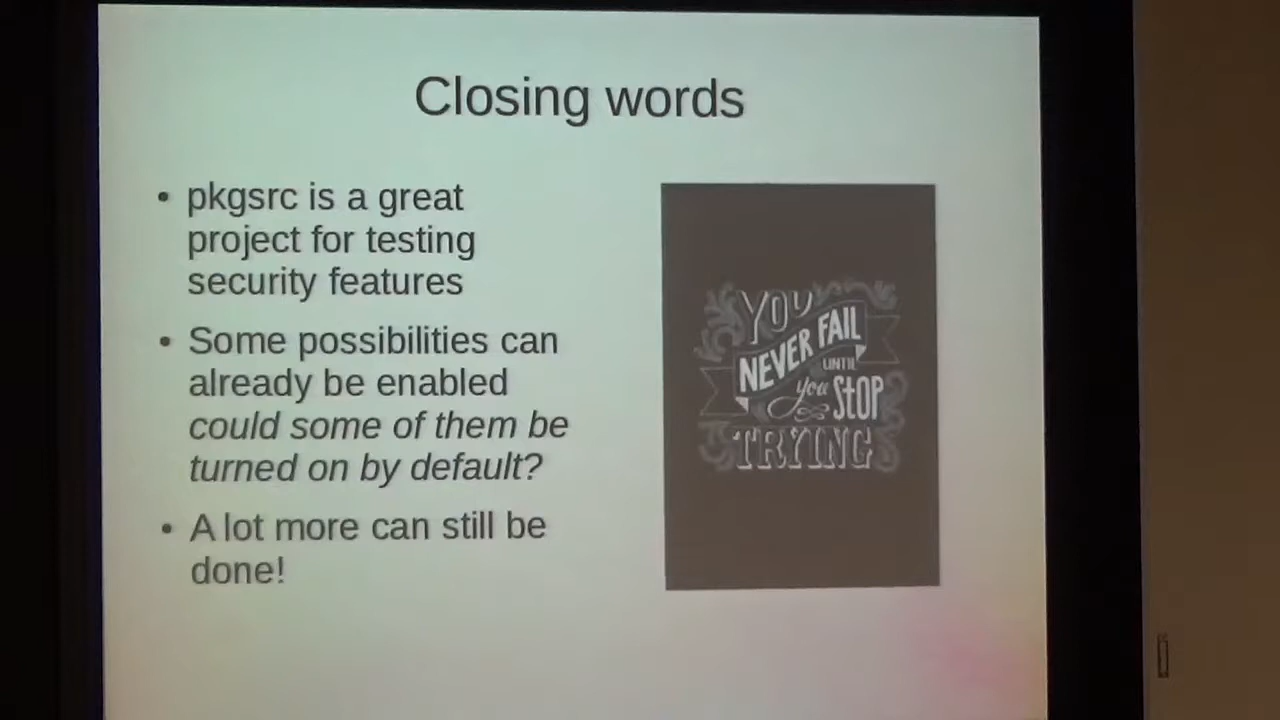 Closing words
• pkgsrc is a great
project for testing
security features
• Some possibilities can
already be enabled
could some of them be
turned on by default?
• A lot more can still be
done!
YOU
NEVER FAIL
UNTIL
you STOP
TRYING